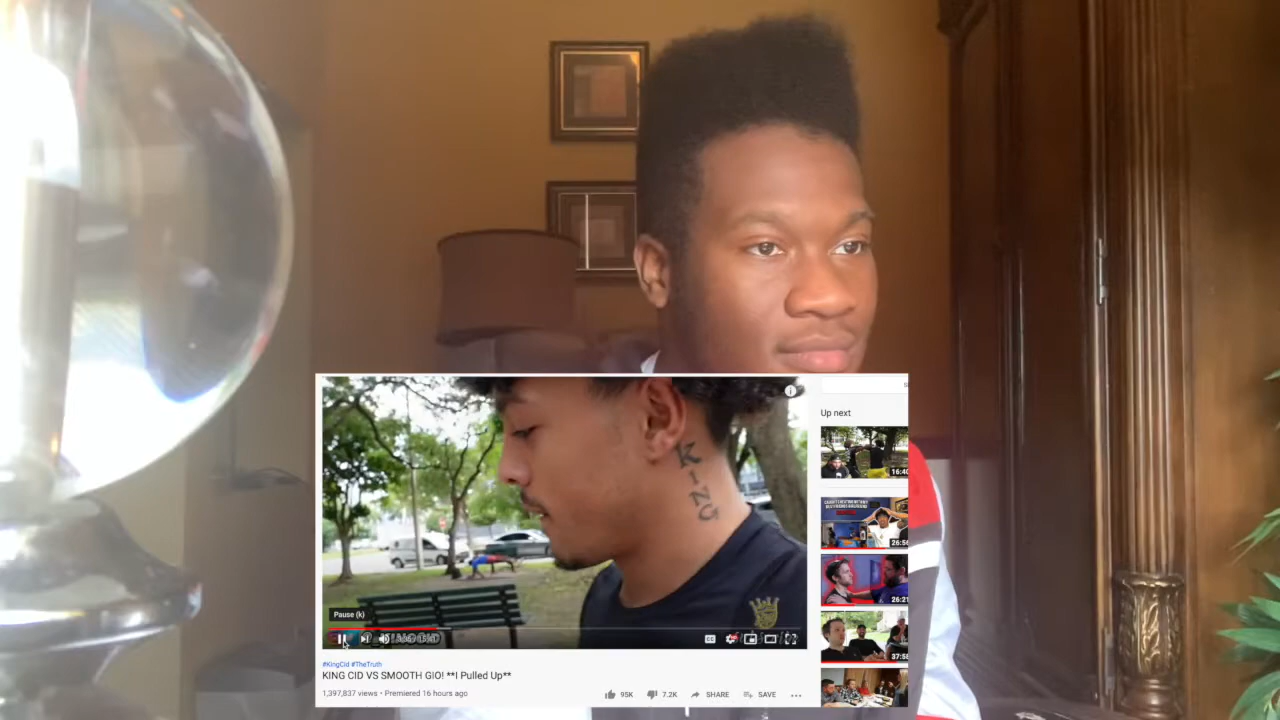 KING
Up next
16:40
26:56
26:21
37:58
Pause (k)
#KingCid #TheTruth
KING CID VS SMOOTH GIO! **I Pulled Up**
1,397,837 views • Premiered 16 hours ago
95K
7.2K
SHARE
SAVE